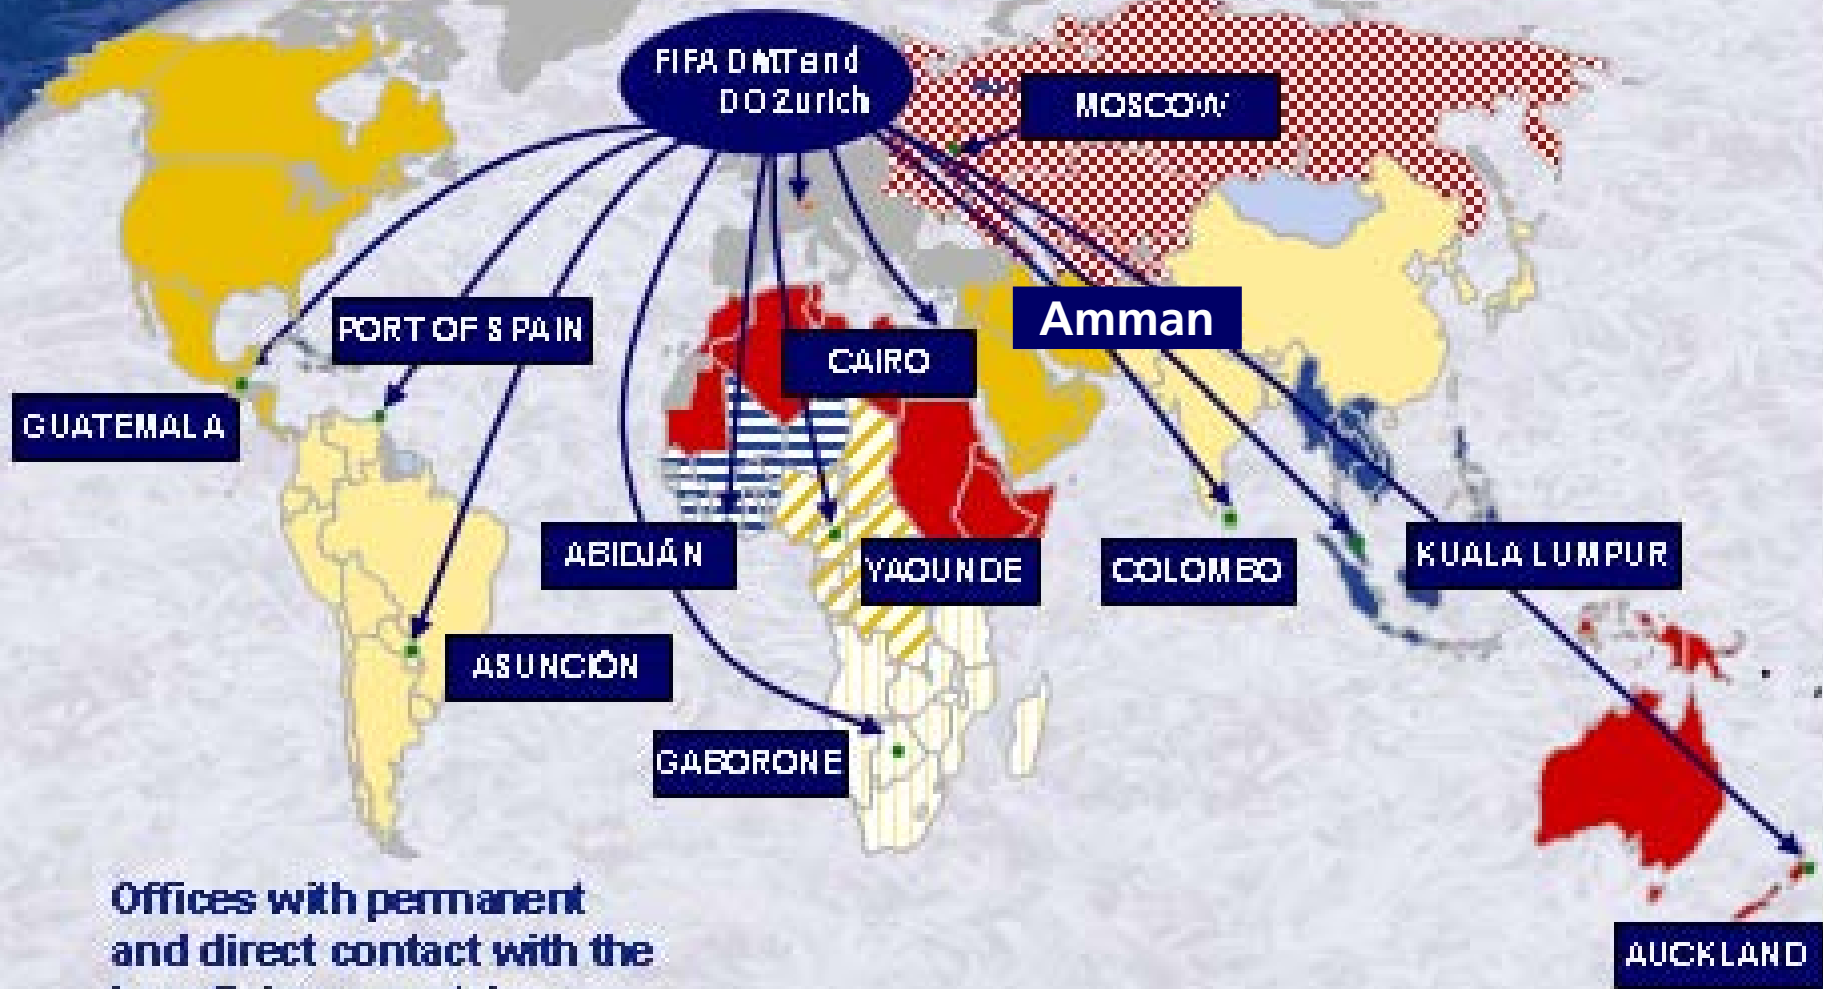 FIFA DMT and
DO Zurich
MOSCOW
Amman
PORT OF SPAIN
CAIRO
GUATEMALA
ABIDJÁN
YAOUNDE
COLOMBO
KUALA LUMPUR
ASUNCIÓN
GABORONE
Offices with permanent
and direct contact with the
AUCKLAND